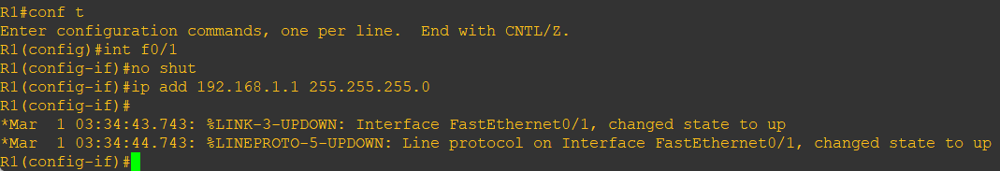 R1#conf t
Enter configuration commands, one per line.  End with CNTL/Z.
R1(config)#int f0/1
R1(config-if)#no shut
R1(config-if)#ip add 192.168.1.1 255.255.255.0
R1(config-if)#
*Mar  1 03:34:43.743: %LINK-3-UPDOWN: Interface FastEthernet0/1, changed state to up
*Mar  1 03:34:44.743: %LINEPROTO-5-UPDOWN: Line protocol on Interface FastEthernet0/1, changed state to up
R1(config-if)#